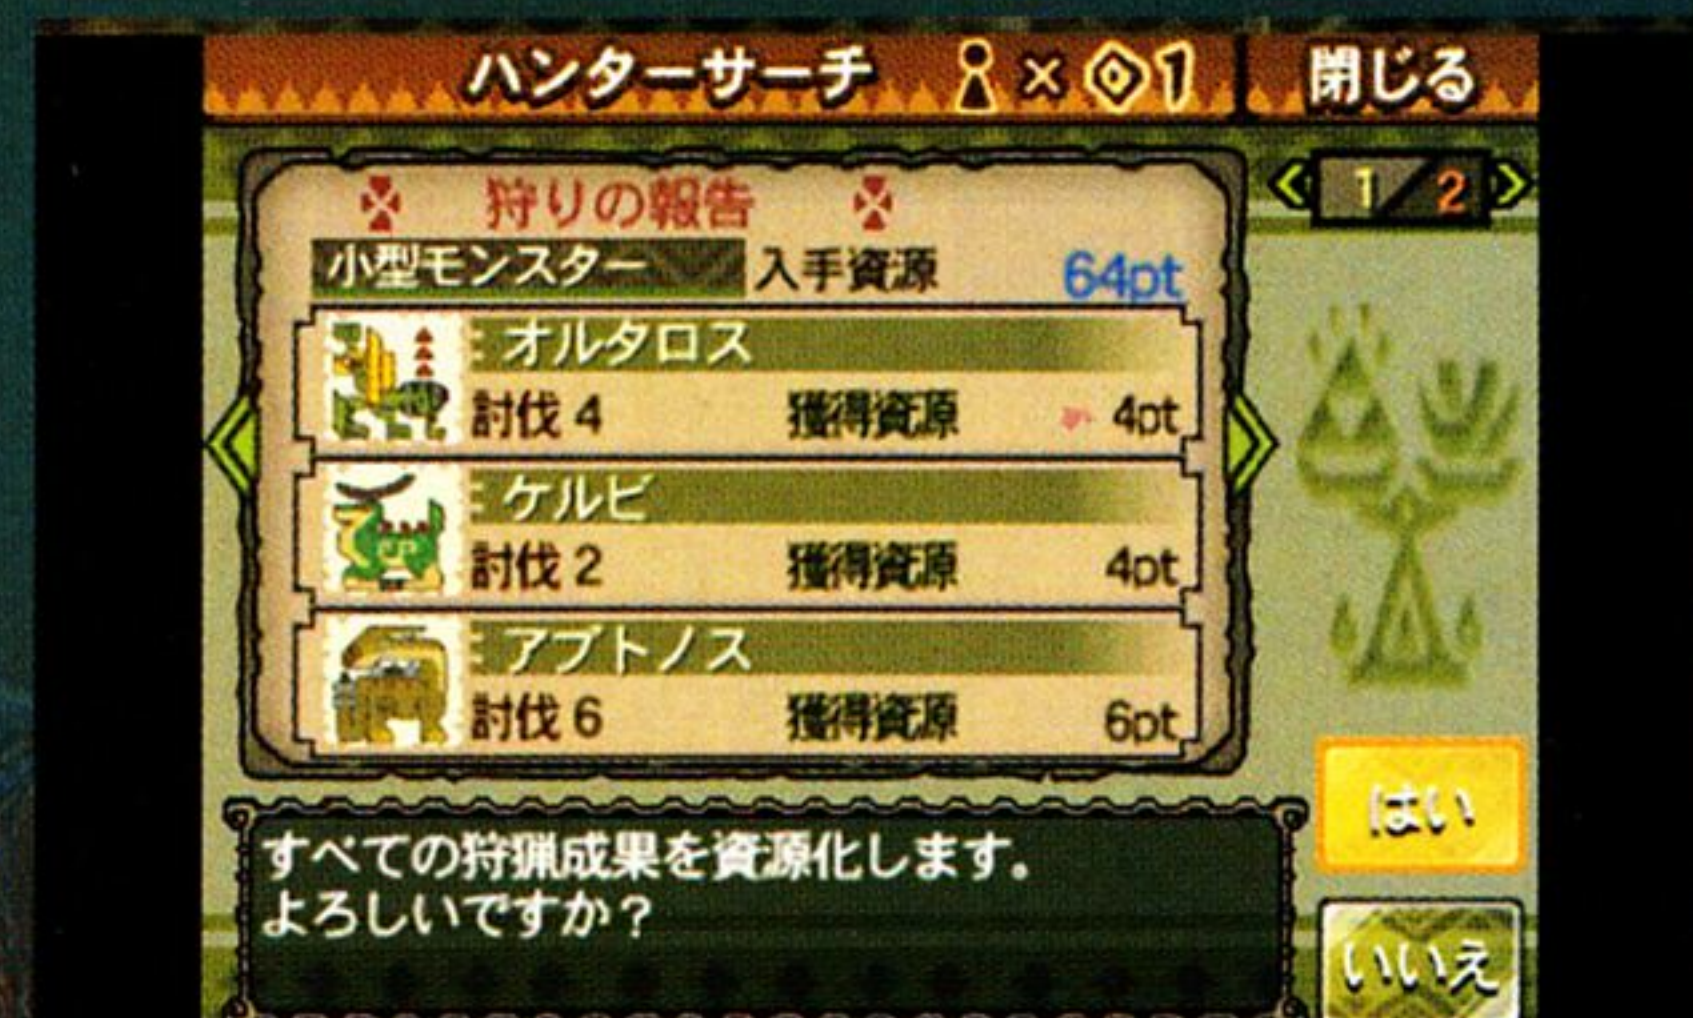 ハンターサーチ × 1 閉じる
狩りの報告
1/2
小型モンスター 入手資源 64pt
:オルタロス
討伐 4 獲得資源 4pt
:ケルビ
討伐 2 獲得資源 4pt
:アプトノス
討伐 6 獲得資源 6pt
はい
すべての狩猟成果を資源化します。
よろしいですか？
いいえ